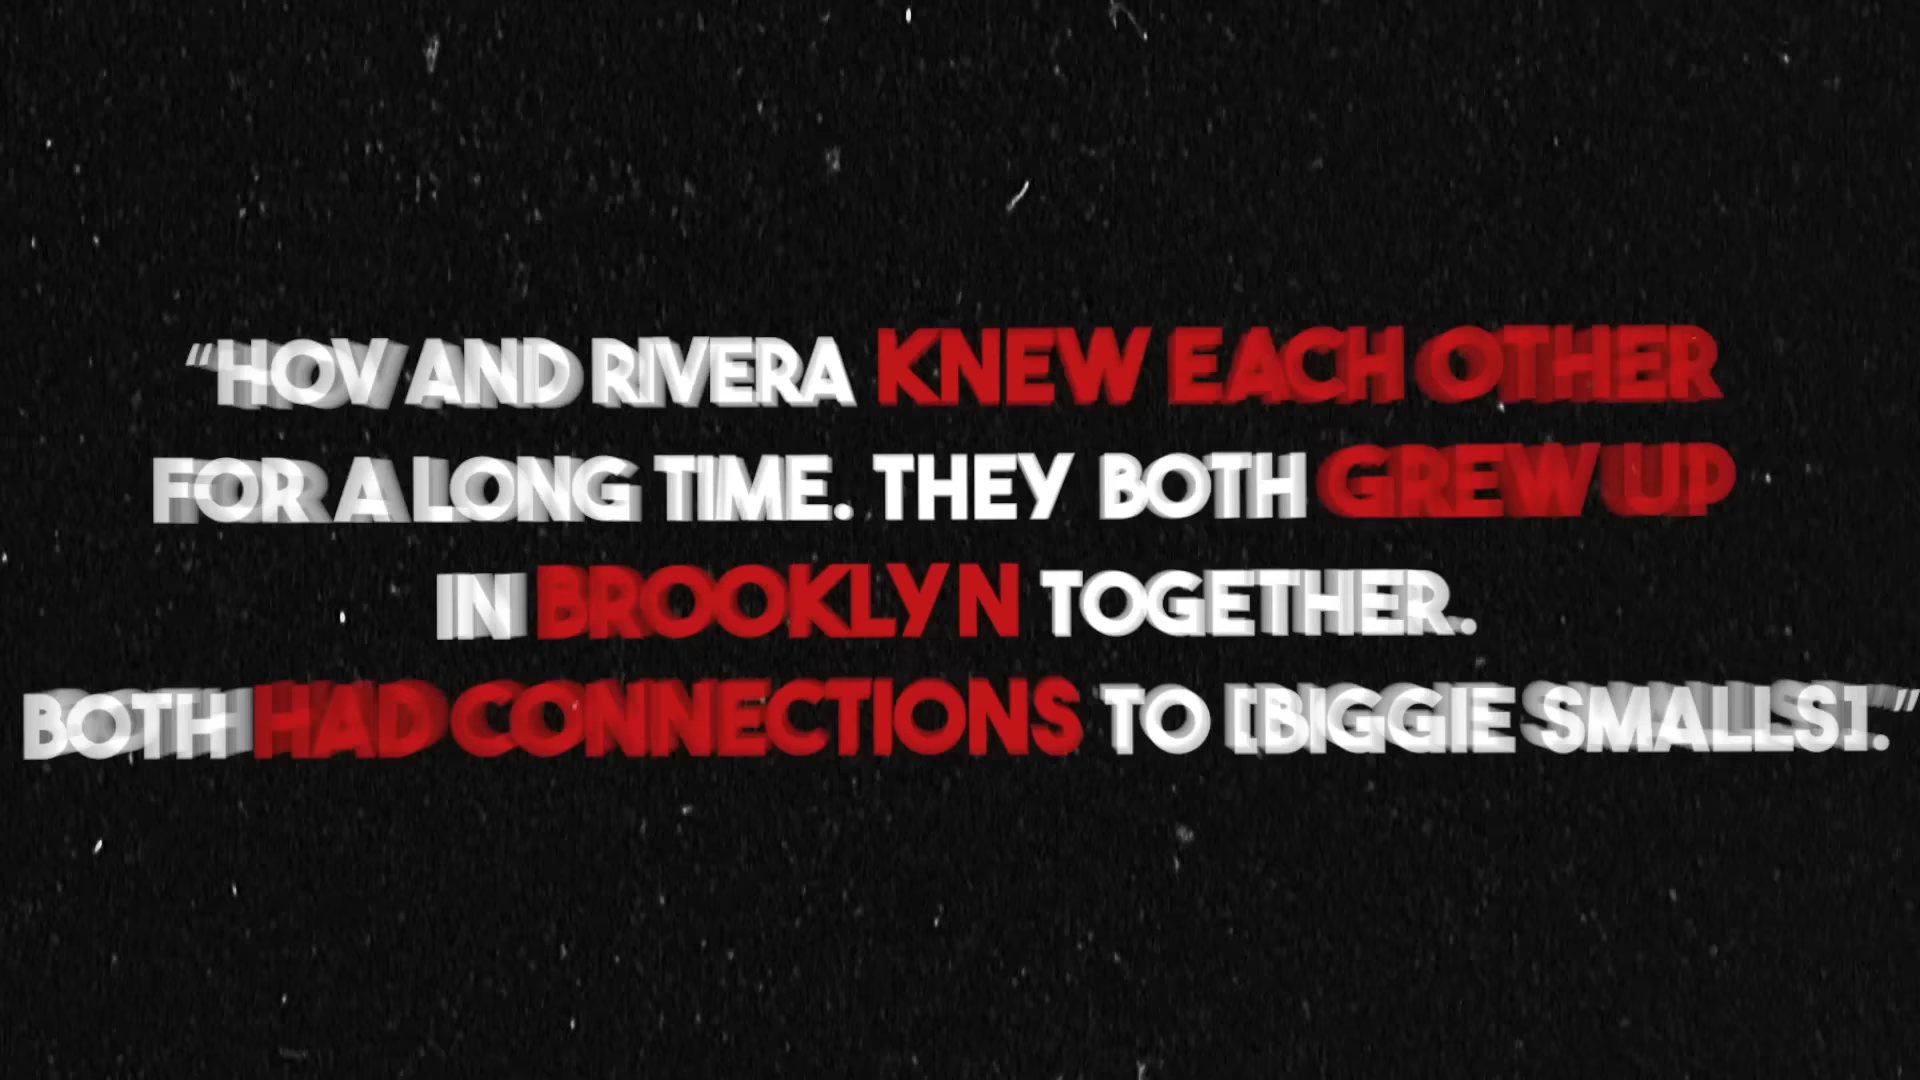 “HOV AND RIVERA KNEW EACH OTHER
FOR A LONG TIME. THEY BOTH GREW UP
IN BROOKLYN TOGETHER.
BOTH HAD CONNECTIONS TO [BIGGIE SMALLS].”